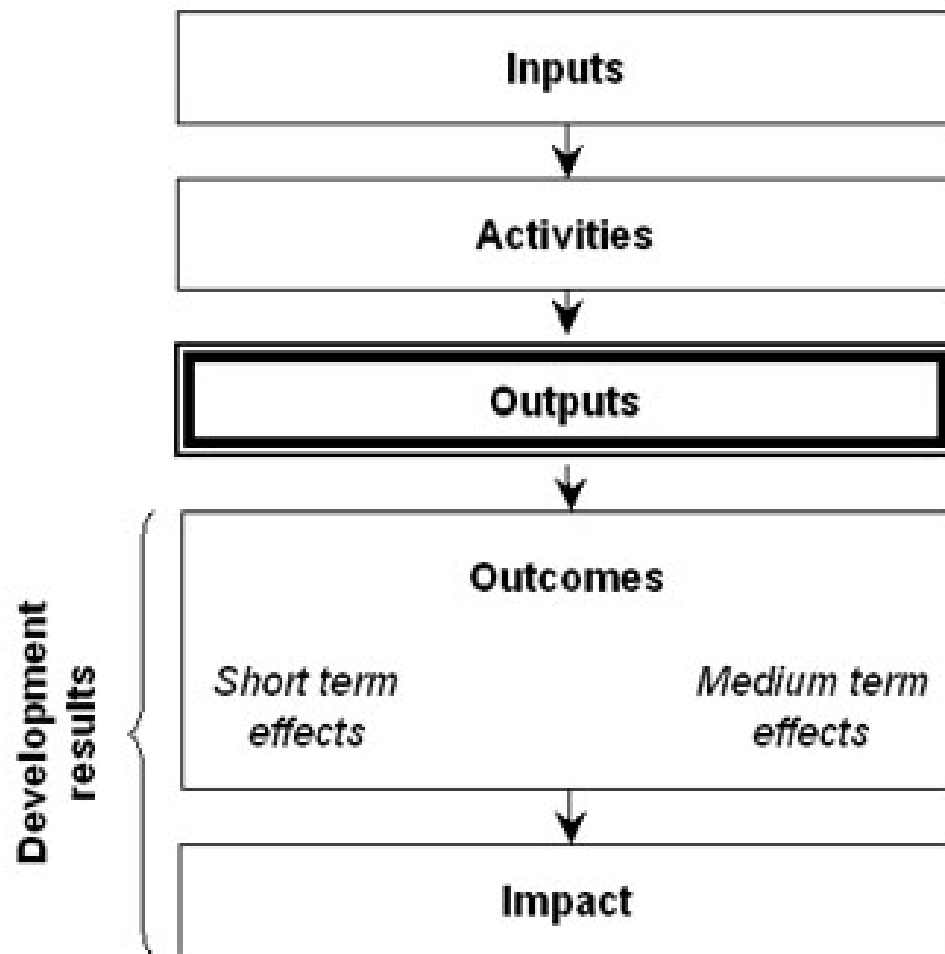 Inputs
Activities
Outputs
Outcomes
Short term
effects
Medium term
effects
Development
results
Impact